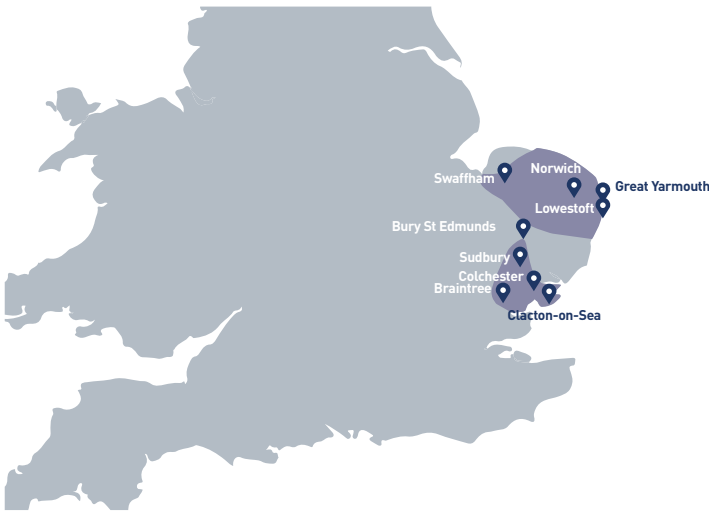 Norwich
Swaffham
Great Yarmouth
Lowestoft
Bury St Edmunds
Sudbury
Colchester
Braintree
Clacton-on-Sea